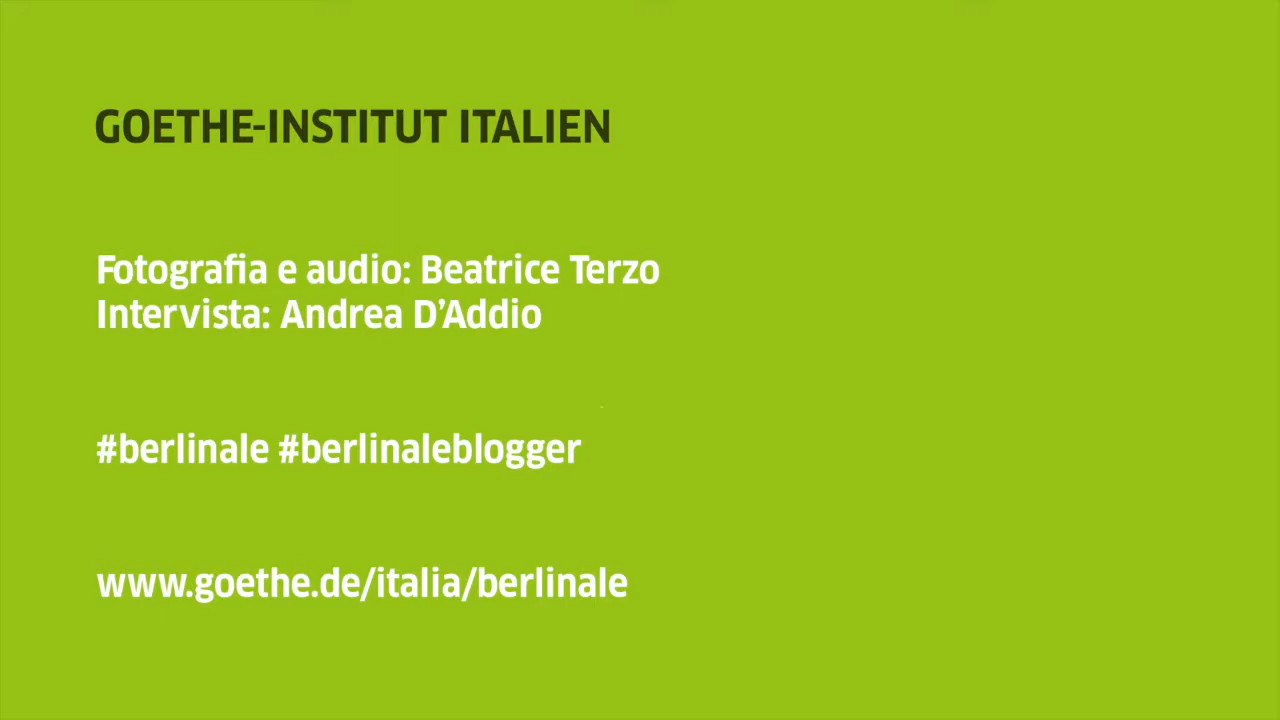 GOETHE-INSTITUT ITALIEN
Fotografia e audio: Beatrice Terzo
Intervista: Andrea D’Addio
#berlinale #berlinaleblogger
www.goethe.de/italia/berlinale